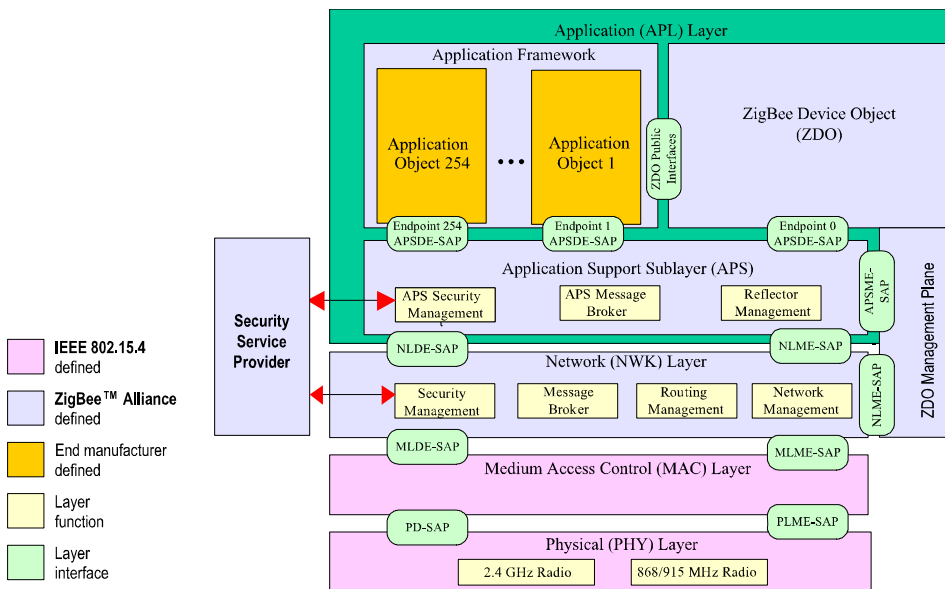 Application (APL) Layer
Application Framework
Application
Object 254
...
Application
Object 1
ZDO Public
Interfaces
ZigBee Device Object
(ZDO)
Endpoint 254
APSDE-SAP
Endpoint 1
APSDE-SAP
Endpoint 0
APSDE-SAP
Application Support Sublayer (APS)
APS Security
Management
APS Message
Broker
Reflector
Management
APSME-
SAP
ZDO Management Plane
Security
Service
Provider
NLDE-SAP
NLME-SAP
Network (NWK) Layer
Security
Management
Message
Broker
Routing
Management
Network
Management
NLME-SAP
MLDE-SAP
MLME-SAP
Medium Access Control (MAC) Layer
PD-SAP
PLME-SAP
Physical (PHY) Layer
2.4 GHz Radio
868/915 MHz Radio
IEEE 802.15.4
defined
ZigBee™ Alliance
defined
End manufacturer
defined
Layer
function
Layer
interface